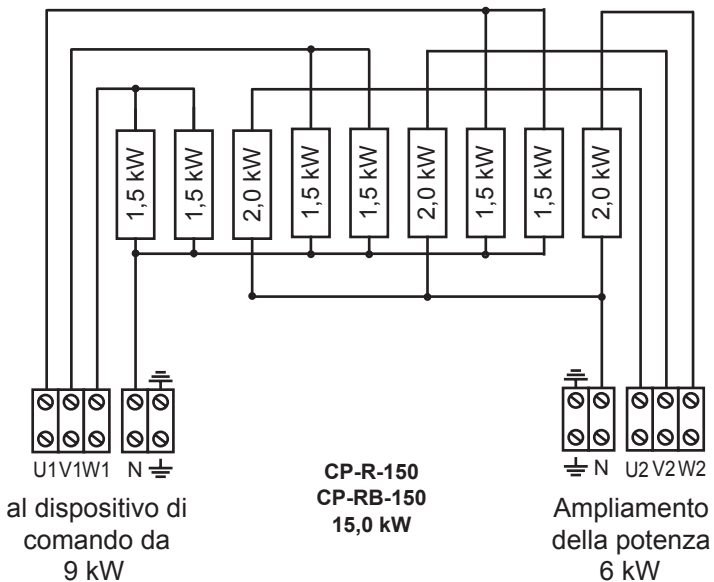 1,5 kW
1,5 kW
2,0 kW
1,5 kW
1,5 kW
2,0 kW
1,5 kW
1,5 kW
2,0 kW
U1 V1 W1 N
N U2 V2 W2
al dispositivo di
comando da
9 kW
CP-R-150
CP-RB-150
15,0 kW
Ampliamento
della potenza
6 kW